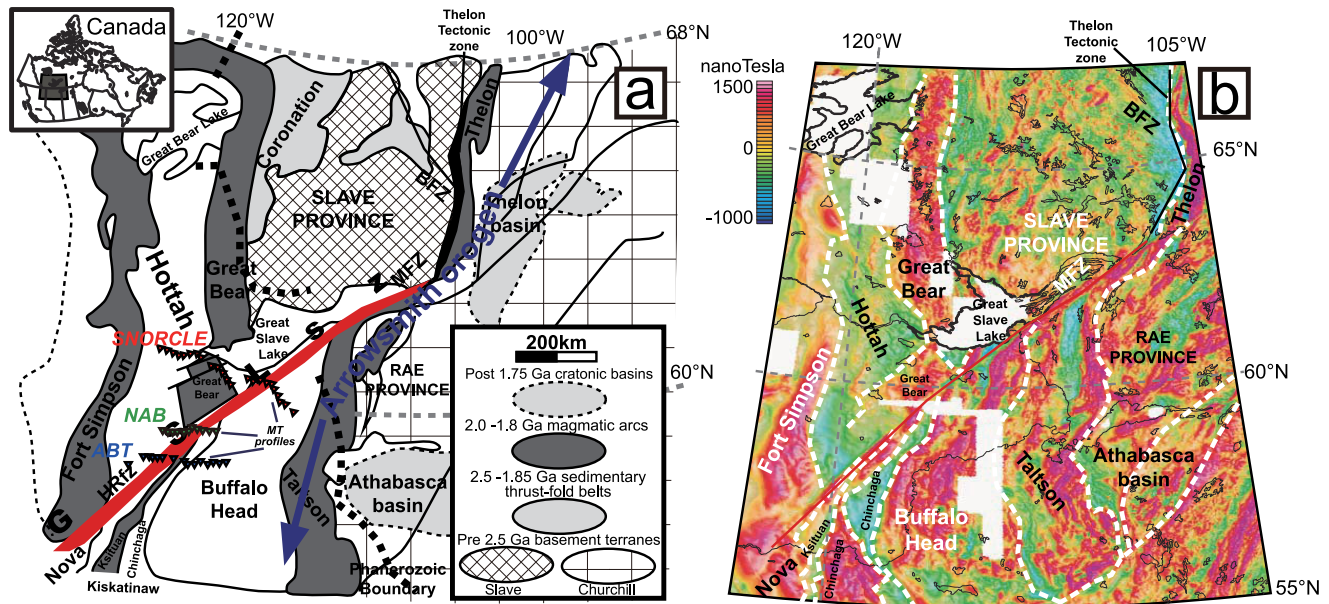 Canada
120°W
Thelon
Tectonic
zone
100°W
68°N
a
Great Bear Lake
Coronation
Thelon
BFZ
SLAVE
PROVINCE
Thelon
basin
Hottah
Great
Bear
MFZ
Z
Arrowsmith orogen
Great
Slave
Lake
S
L
SNORCLE
Great
Bear
RAE
PROVINCE
60°N
NAB
MT
profiles
S
ABT
Fort Simpson
HRfz
Buffalo
Head
Taltson
Athabasca
basin
G
Nova
Ksituan
Chinchaga
Kiskatinaw
Phanerozoic
Boundary
200km
Post 1.75 Ga cratonic basins
2.0 -1.8 Ga magmatic arcs
2.5 -1.85 Ga sedimentary
thrust-fold belts
Pre 2.5 Ga basement terranes
Slave
Churchill
Thelon
Tectonic
zone
120°W
105°W
nanoTesla
1500
0
-1000
b
Great Bear Lake
BFZ
65°N
Thelon
SLAVE
PROVINCE
MFZ
Great
Bear
Hottah
Great
Slave
Lake
RAE
PROVINCE
60°N
Great
Bear
Fort Simpson
Athabasca
basin
Taltson
Chinchaga
Buffalo
Head
Ksituan
Nova
Chinchaga
55°N